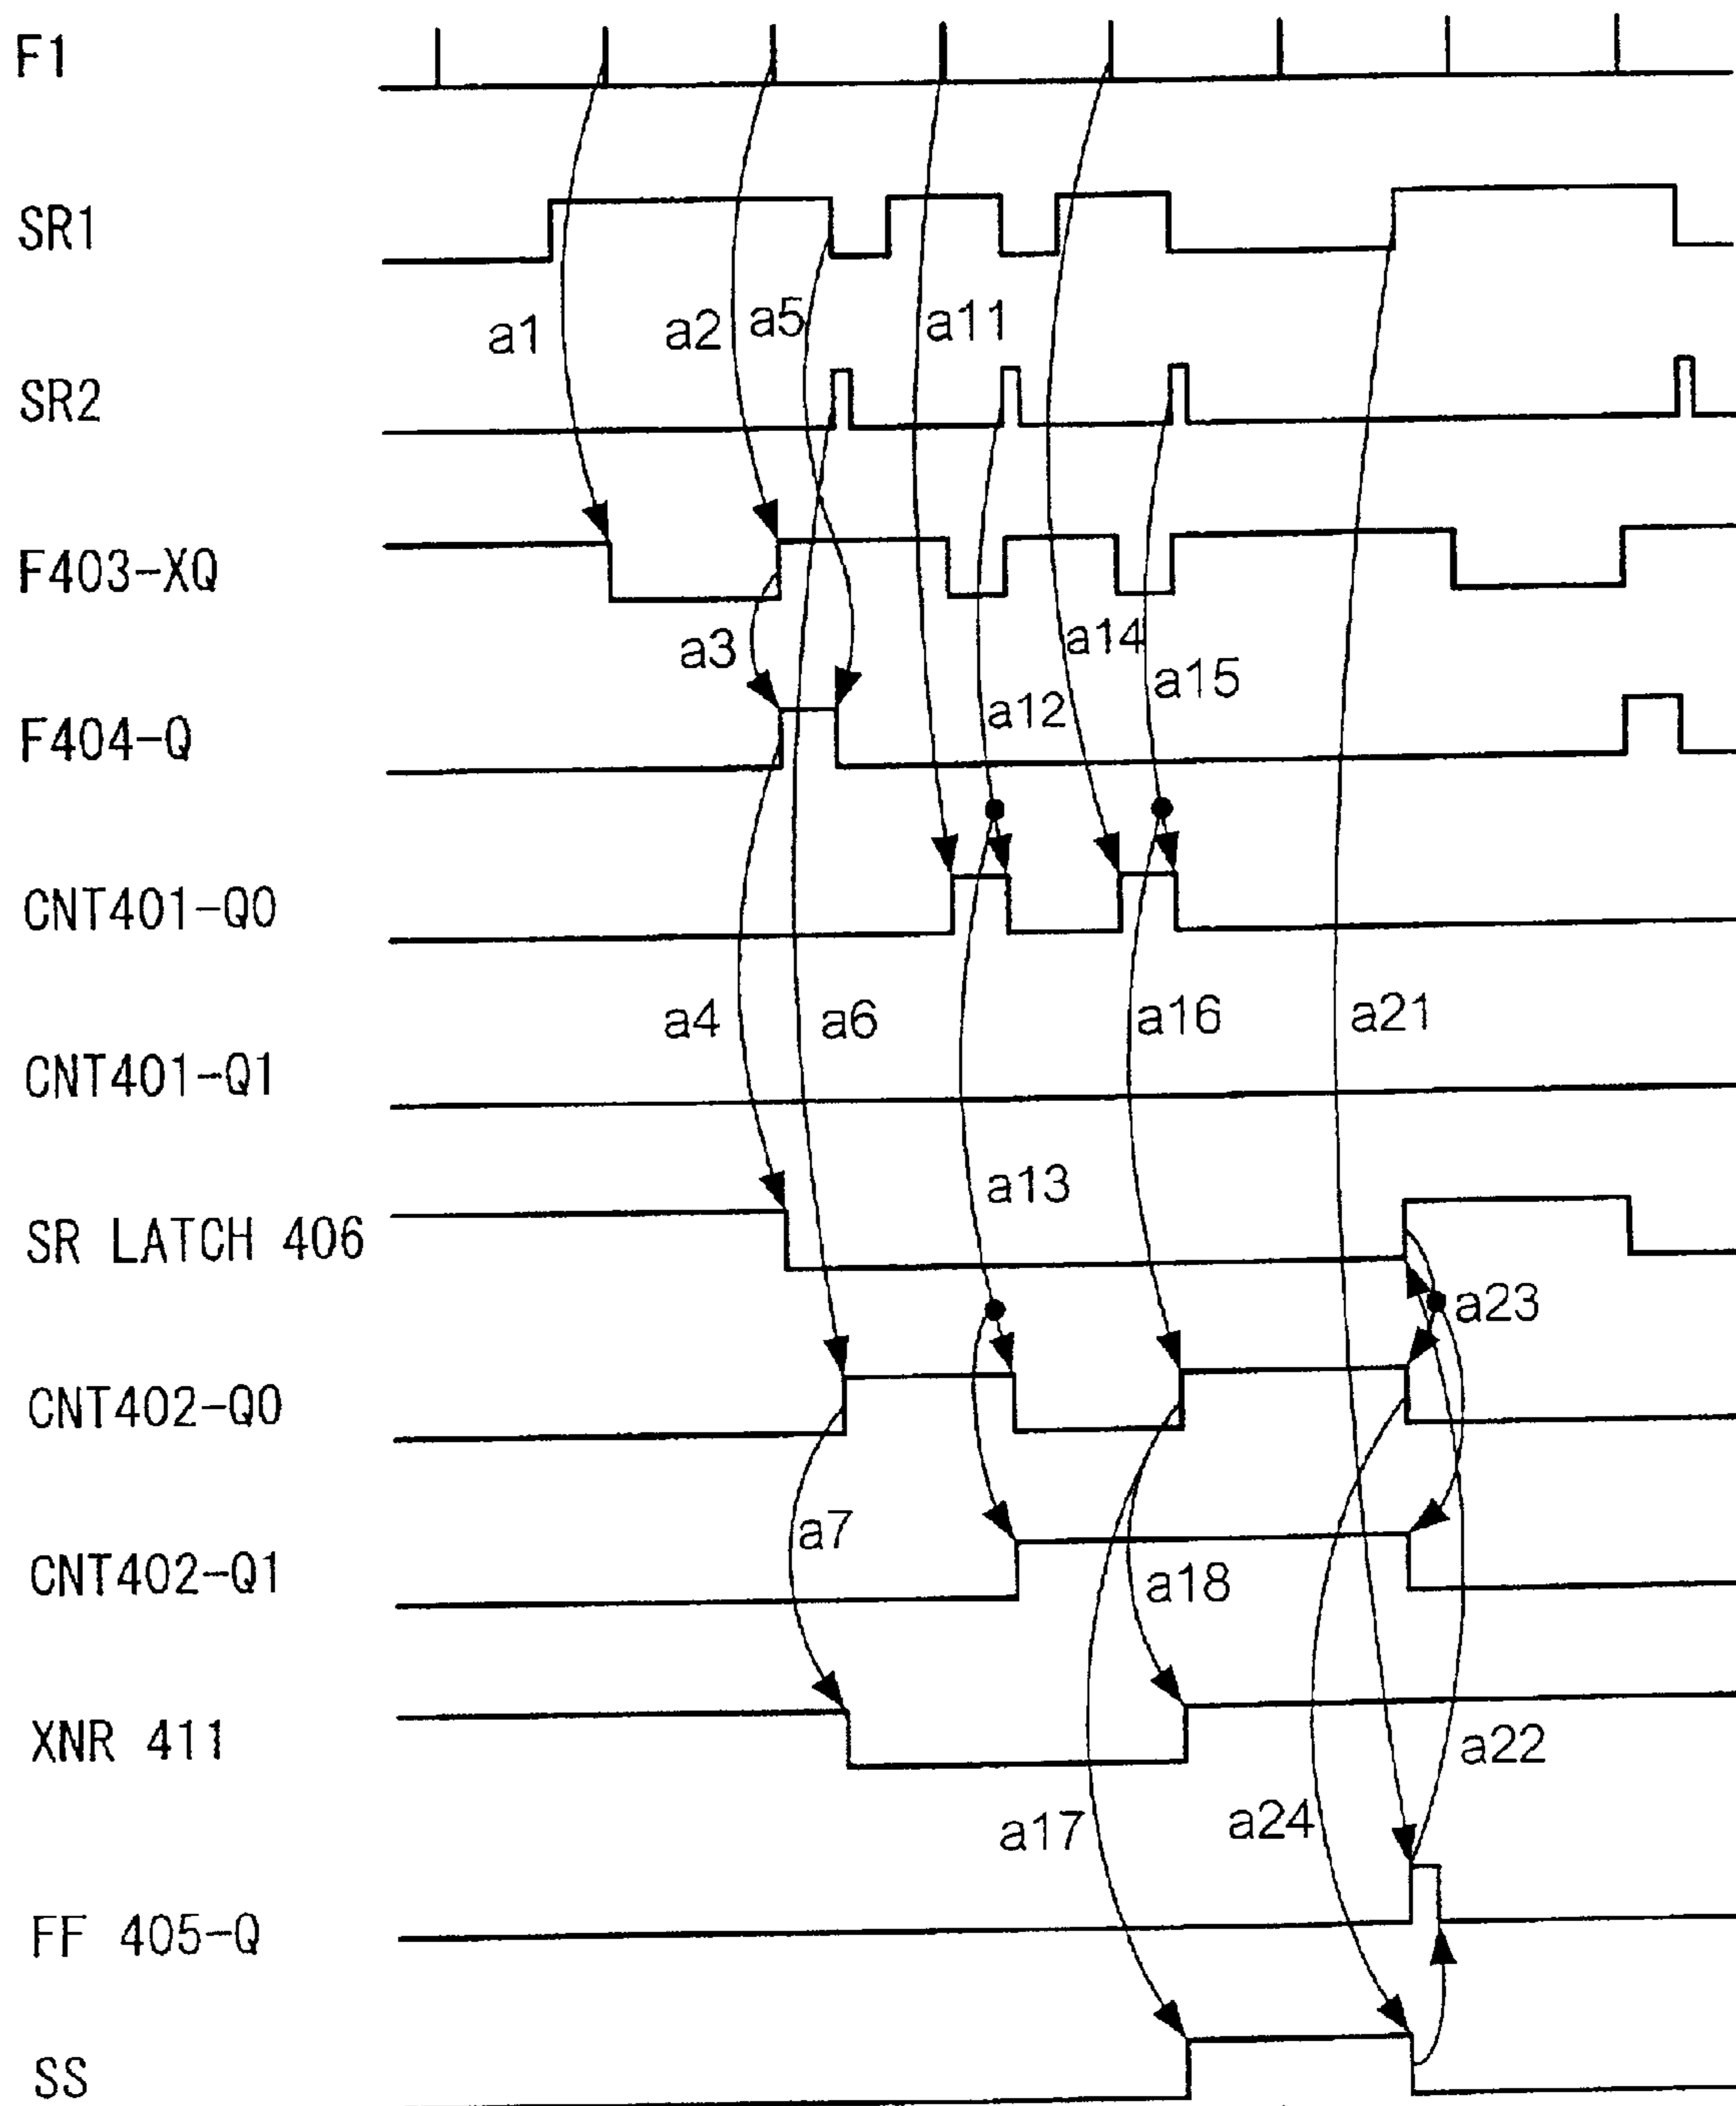 F1
SR1
a1
a2
a5
a11
SR2
F403-XQ
a3
a14
a15
a12
F404-Q
CNT401-Q0
a4
a6
a16
a21
CNT401-Q1
a13
SR LATCH 406
a23
CNT402-Q0
a7
a18
CNT402-Q1
XNR 411
a22
a17
a24
FF 405-Q
SS